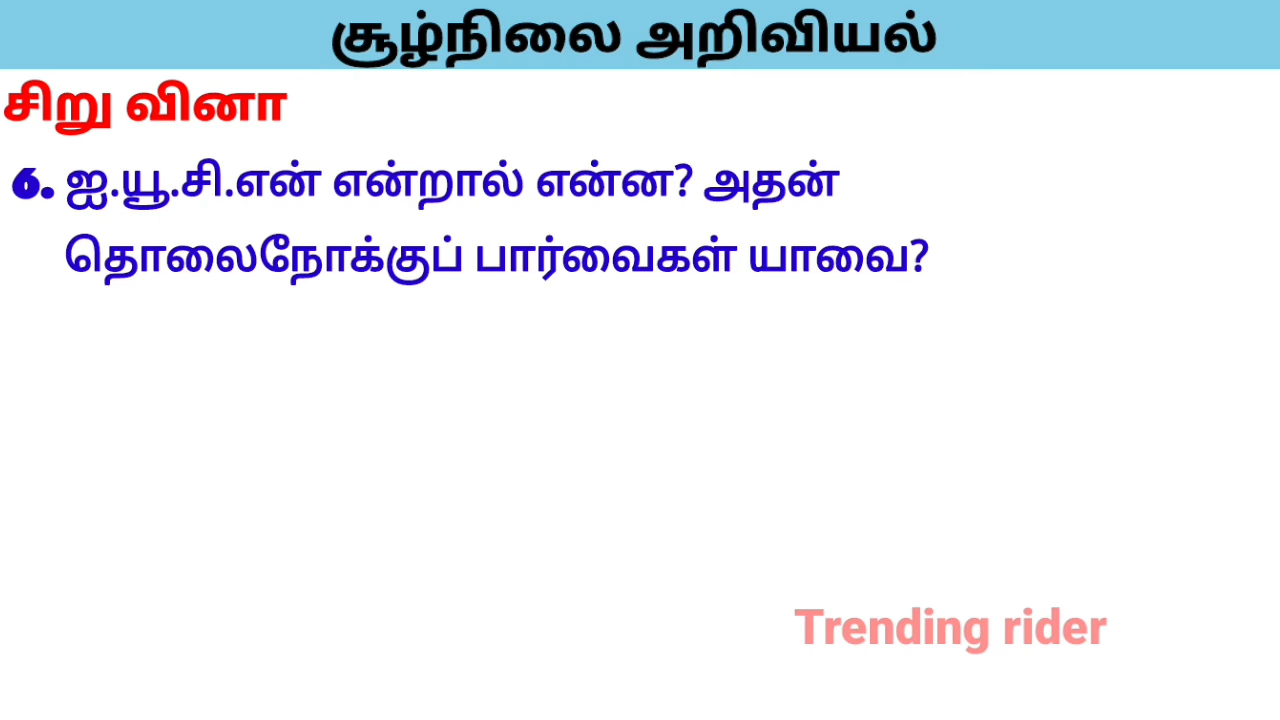 சூழ்நிலை அறிவியல்
சிறு வினா
6. ஐ.யூ.சி.என் என்றால் என்ன? அதன்
தொலைநோக்குப் பார்வைகள் யாவை?
Trending rider